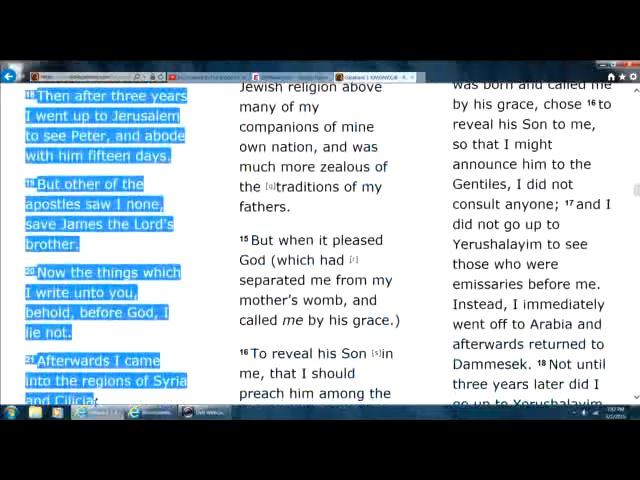 18 Then after three years
I went up to Jerusalem
to see Peter, and abode
with him fifteen days.
19 But other of the
apostles saw I none,
save James the Lord's
brother.
20 Now the things which
I write unto you,
behold, before God, I
lie not.
21 Afterwards I came
into the regions of Syria
and Cilicia
Jewish religion above
many of my
companions of mine
own nation, and was
much more zealous of
the [q]traditions of my
fathers.
15 But when it pleased
God (which had [r]
separated me from my
mother's womb, and
called me by his grace.)
16 To reveal his Son [s]in
me, that I should
preach him among the
was born and called me
by his grace, chose 16 to
reveal his Son to me,
so that I might
announce him to the
Gentiles, I did not
consult anyone; 17 and I
did not go up to
Yerushalayim to see
those who were
emissaries before me.
Instead, I immediately
went off to Arabia and
afterwards returned to
Dammesek. 18 Not until
three years later did I
go up to Yerushalayim